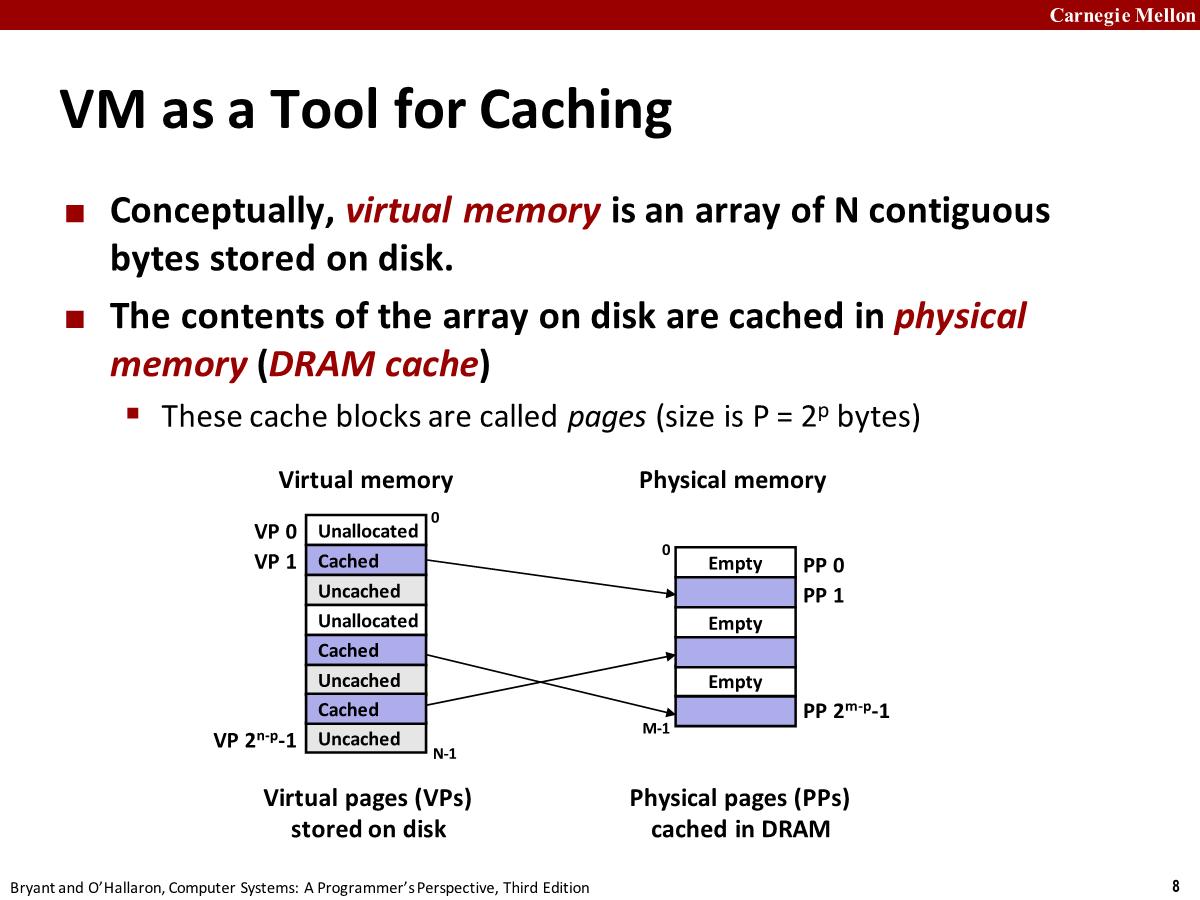 Carnegie Mellon
VM as a Tool for Caching
Conceptually, virtual memory is an array of N contiguous
bytes stored on disk.
The contents of the array on disk are cached in physical
memory (DRAM cache)
These cache blocks are called pages (size is P = 2ᵖ bytes)
Virtual memory
Physical memory
0
VP 0 Unallocated
VP 1 Cached
Uncached
Unallocated
Cached
Uncached
Cached
VP 2ⁿ⁻ᵖ-1 Uncached
N-1
0
Empty PP 0
PP 1
Empty
Empty
PP 2ᵐ⁻ᵖ-1
M-1
Virtual pages (VPs)
stored on disk
Physical pages (PPs)
cached in DRAM
Bryant and O’Hallaron, Computer Systems: A Programmer’s Perspective, Third Edition
8